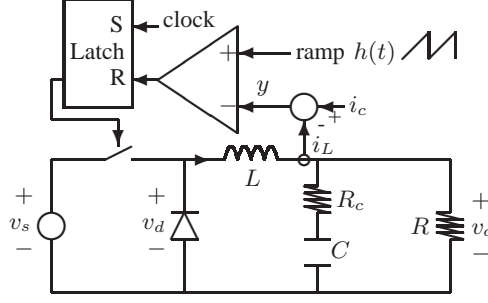 S
clock
Latch
R
+
ramp h(t)
−
y
i_c
- +
i_L
L
+
v_s
−
+
v_d
−
R_c
C
R
+
v_o
−